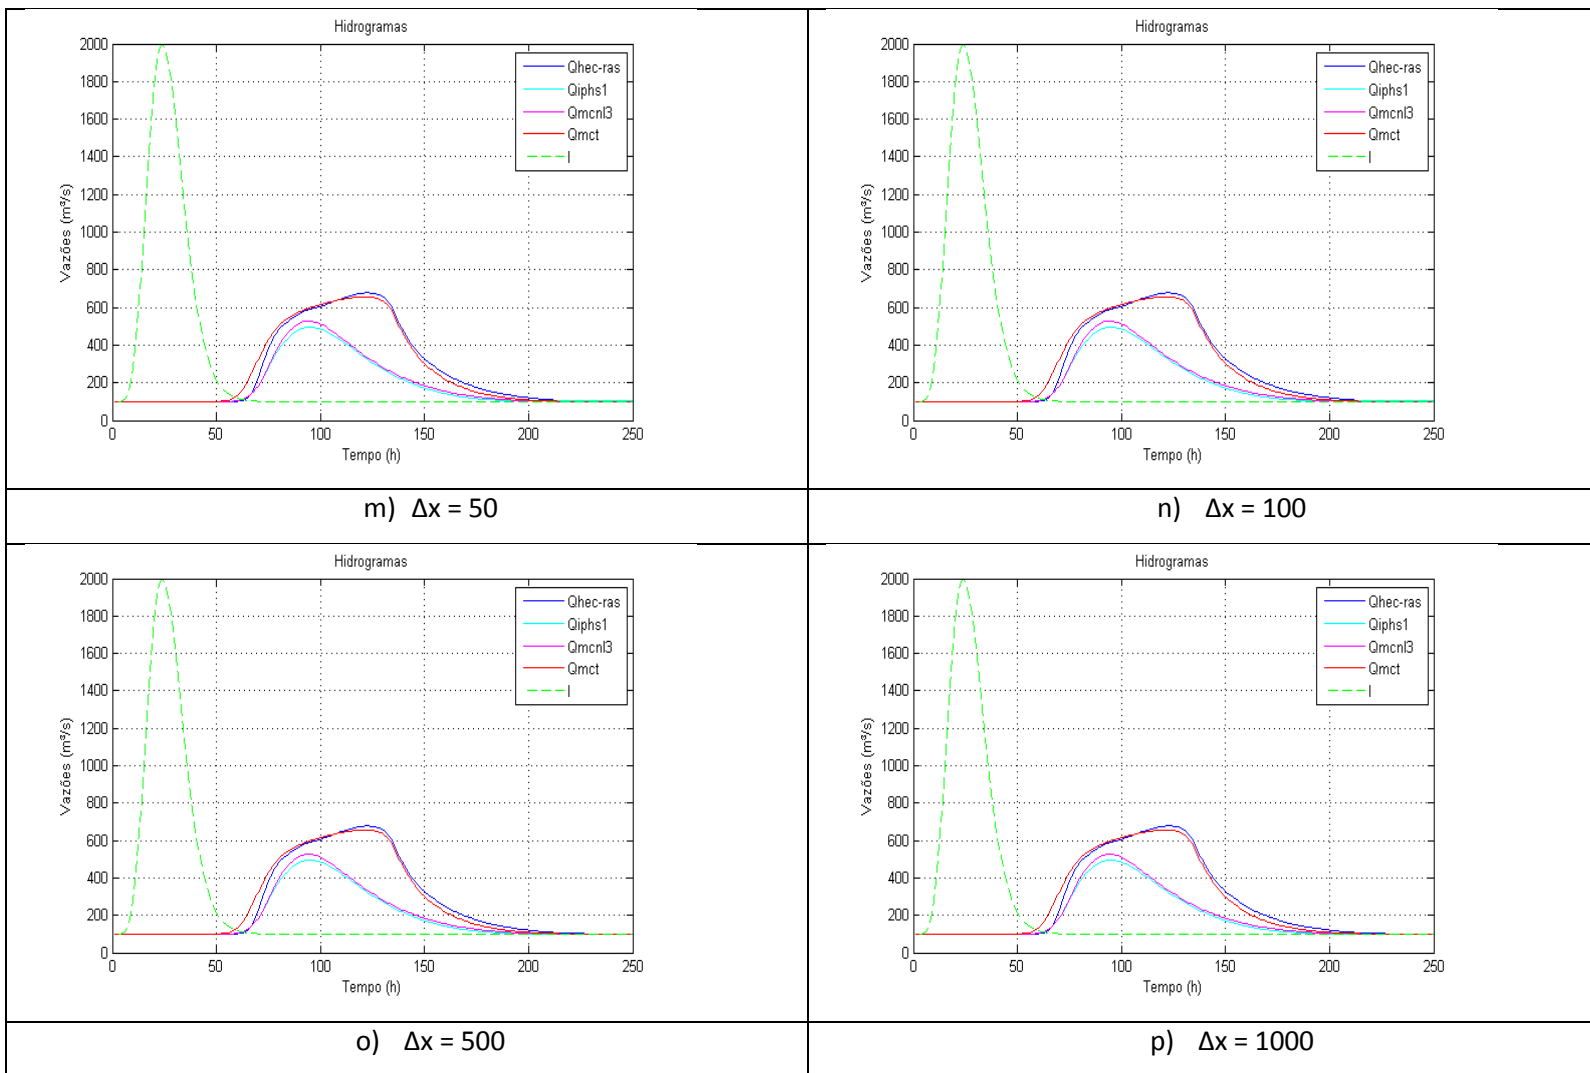 Hidrogramas
2000
1800
1600
1400
1200
1000
800
600
400
200
0
Vazões (m³/s)
Qhec-ras
Qiphs1
Qmcnl3
Qmct
I
0 50 100 150 200 250
Tempo (h)
m) Δx = 50
Hidrogramas
2000
1800
1600
1400
1200
1000
800
600
400
200
0
Vazões (m³/s)
Qhec-ras
Qiphs1
Qmcnl3
Qmct
I
0 50 100 150 200 250
Tempo (h)
n) Δx = 100
Hidrogramas
2000
1800
1600
1400
1200
1000
800
600
400
200
0
Vazões (m³/s)
Qhec-ras
Qiphs1
Qmcnl3
Qmct
I
0 50 100 150 200 250
Tempo (h)
o) Δx = 500
Hidrogramas
2000
1800
1600
1400
1200
1000
800
600
400
200
0
Vazões (m³/s)
Qhec-ras
Qiphs1
Qmcnl3
Qmct
I
0 50 100 150 200 250
Tempo (h)
p) Δx = 1000